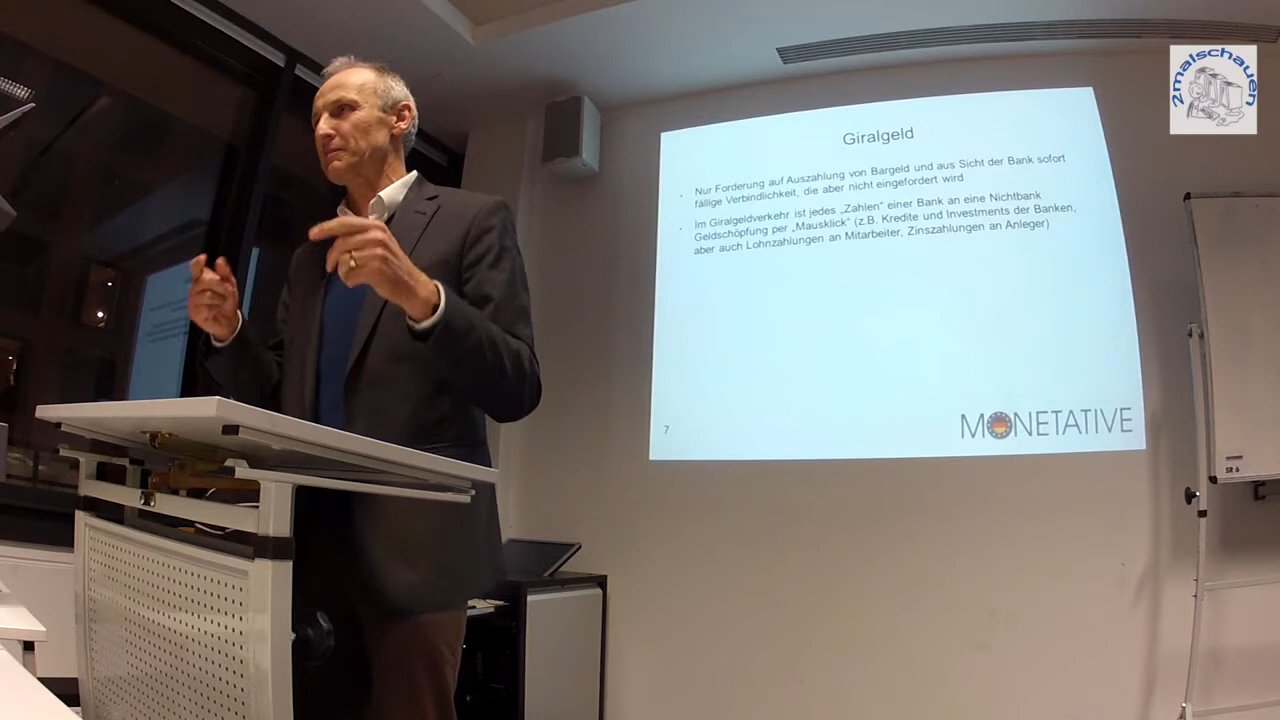 2malschauen
Giralgeld
Nur Forderung auf Auszahlung von Bargeld und aus Sicht der Bank sofort
fällige Verbindlichkeit, die aber nicht eingefordert wird
Im Giralgeldverkehr ist jedes „Zahlen“ einer Bank an eine Nichtbank
Geldschöpfung per „Mausklick“ (z.B. Kredite und Investments der Banken,
aber auch Lohnzahlungen an Mitarbeiter, Zinszahlungen an Anleger)
7
MONETATIVE
SR 6